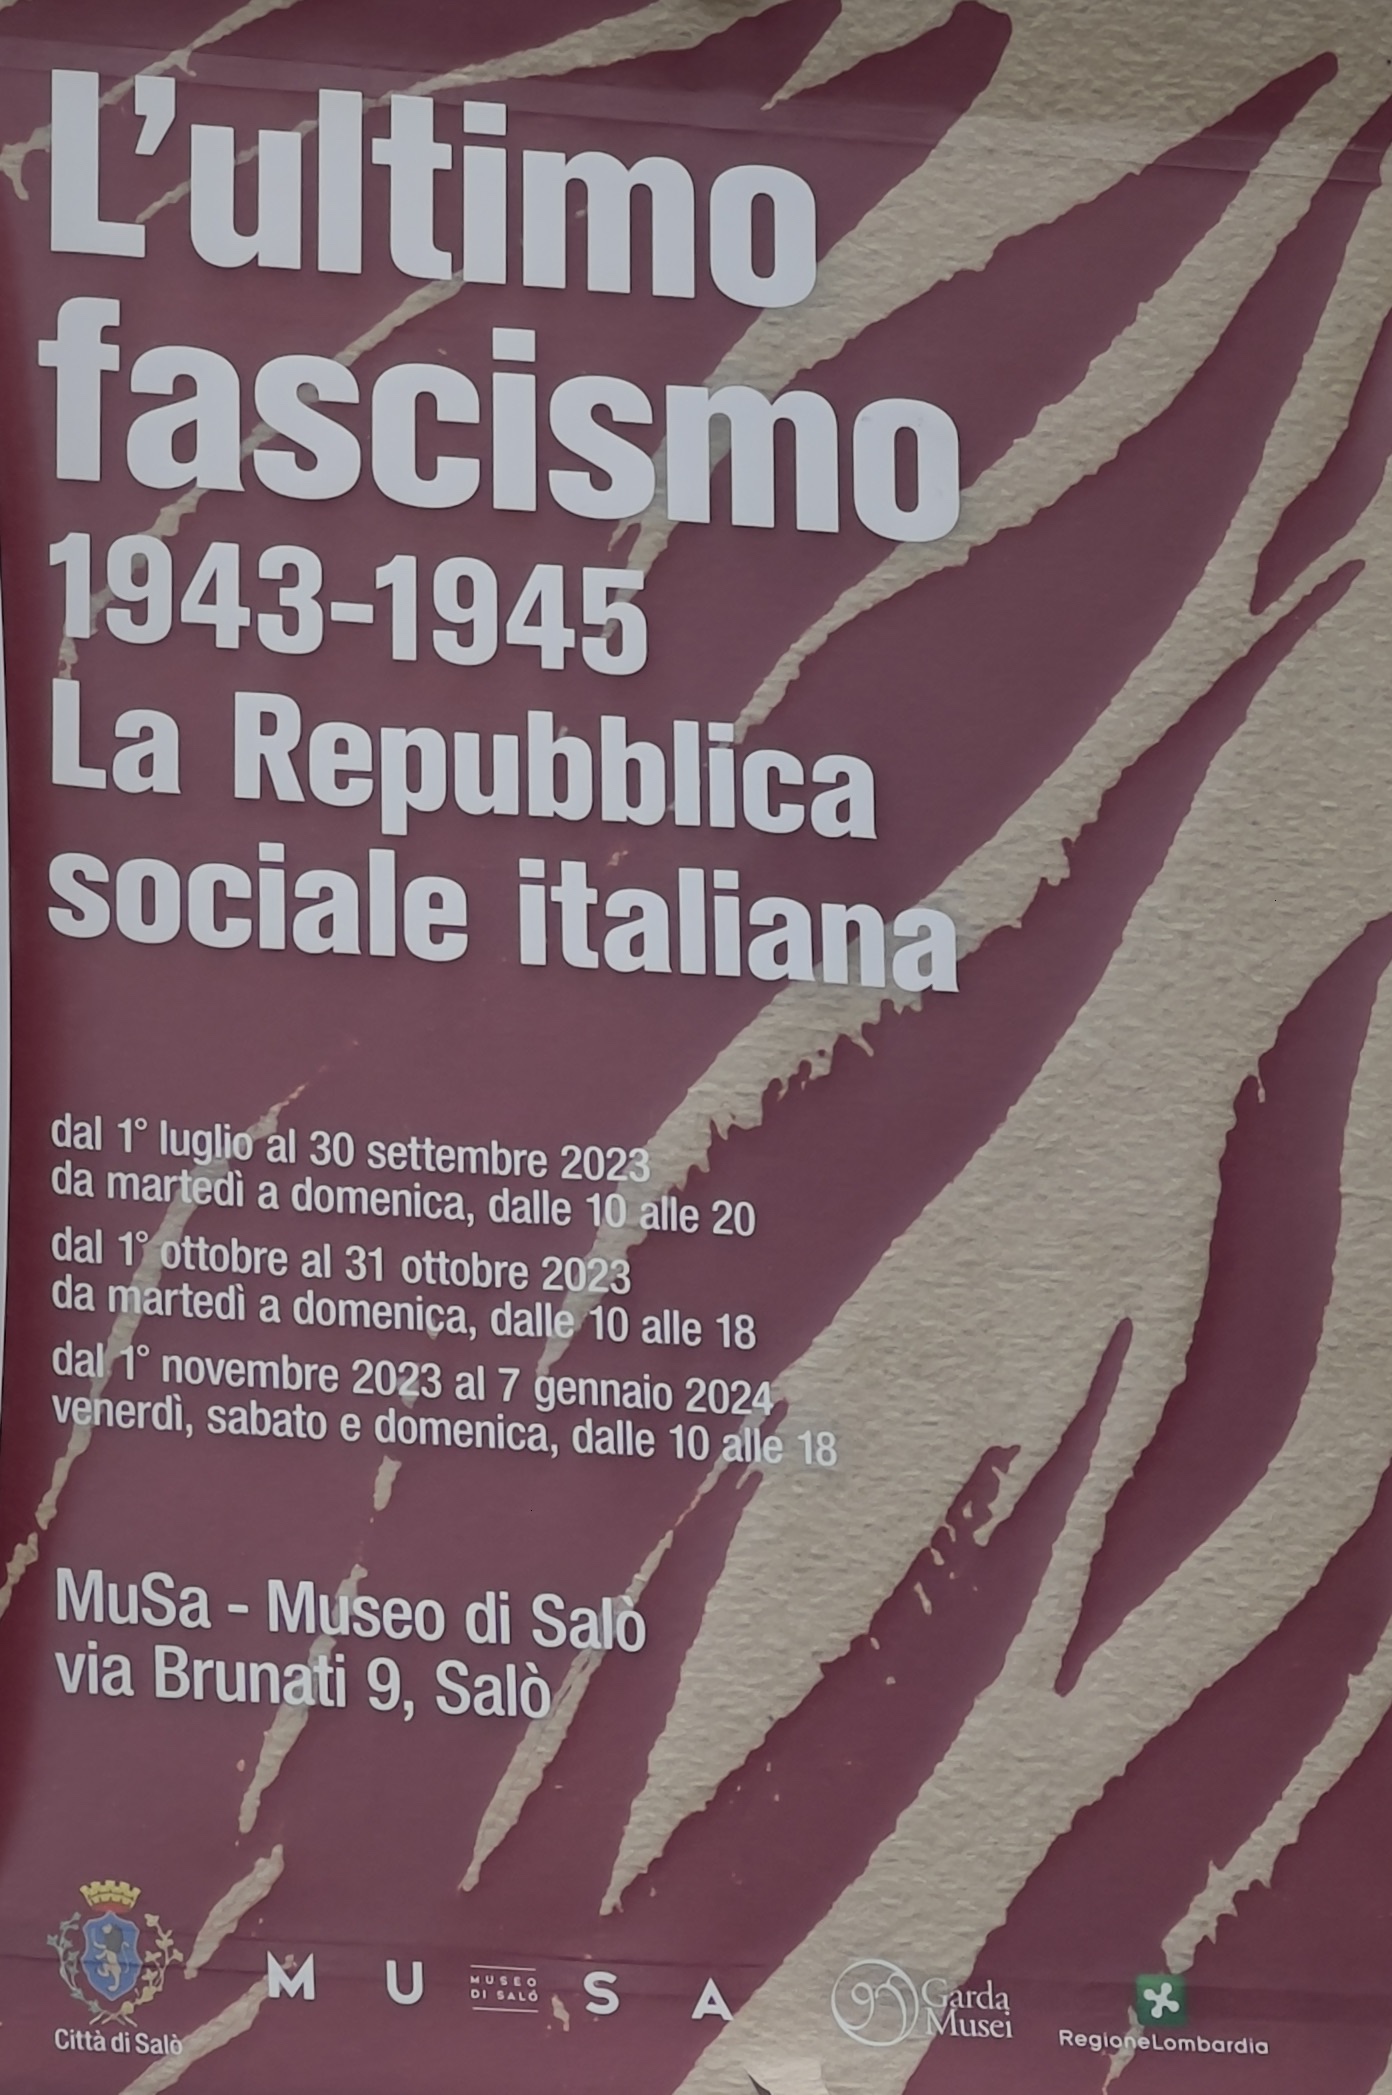 L'ultimo
fascismo
1943-1945
La Repubblica
sociale italiana
dal 1° luglio al 30 settembre 2023
da martedì a domenica, dalle 10 alle 20
dal 1° ottobre al 31 ottobre 2023
da martedì a domenica, dalle 10 alle 18
dal 1° novembre 2023 al 7 gennaio 2024
venerdì, sabato e domenica, dalle 10 alle 18
MuSa - Museo di Salò
via Brunati 9, Salò
Città di Salò
M U MUSEO DI SALÒ S A
Garda
Musei
RegioneLombardia